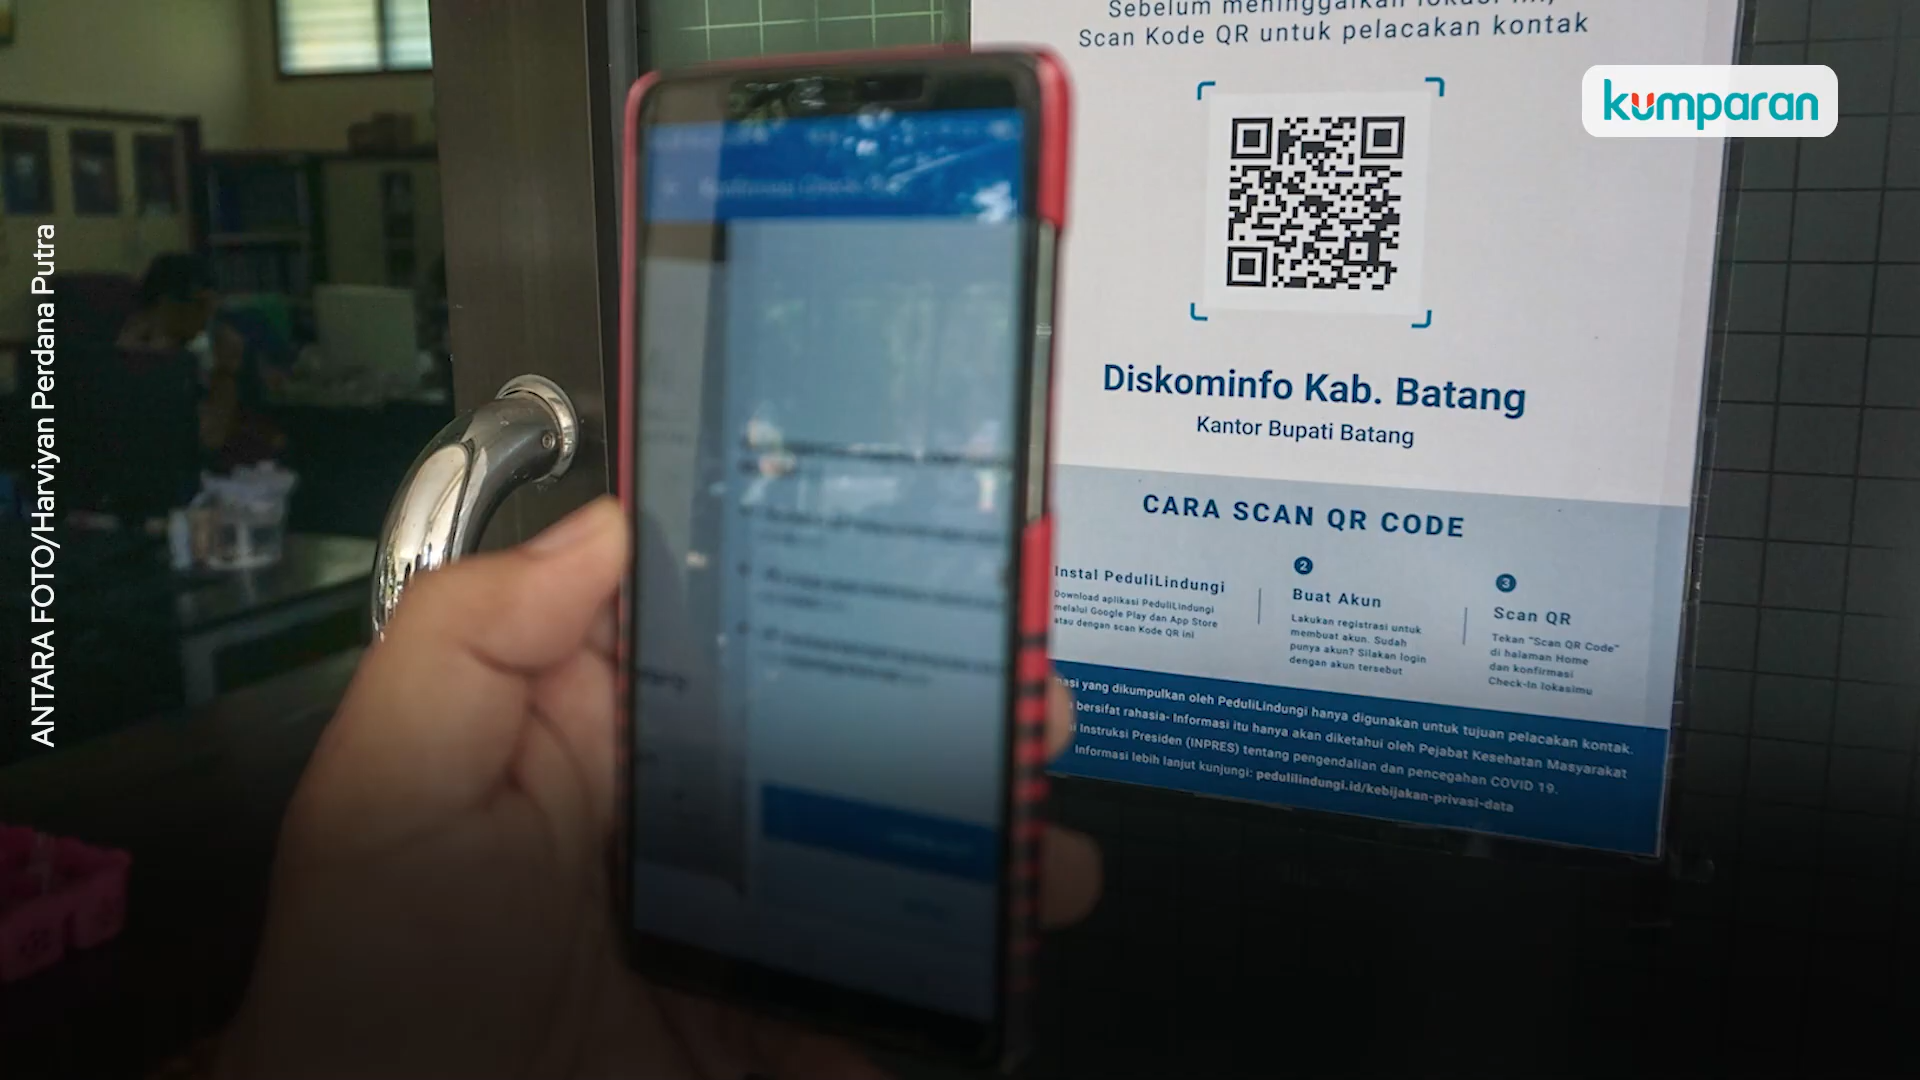 Sebelum meninggalkan lokasi ini,
Scan Kode QR untuk pelacakan kontak
kumparan
ANTARA FOTO/Harviyan Perdana Putra
Diskominfo Kab. Batang
Kantor Bupati Batang
CARA SCAN QR CODE
Instal PeduliLindungi
Download aplikasi PeduliLindungi
melalui Google Play dan App Store
atau dengan scan Kode QR ini
2
Buat Akun
Lakukan registrasi untuk
membuat akun. Sudah
punya akun? Silakan login
dengan akun tersebut
3
Scan QR
Tekan "Scan QR Code"
di halaman Home
dan konfirmasi
Check-In lokasimu
yang dikumpulkan oleh PeduliLindungi hanya digunakan untuk tujuan pelacakan kontak.
bersifat rahasia- Informasi itu hanya akan diketahui oleh Pejabat Kesehatan Masyarakat
Instruksi Presiden (INPRES) tentang pengendalian dan pencegahan COVID 19.
Informasi lebih lanjut kunjungi: pedulilindungi.id/kebijakan-privasi-data